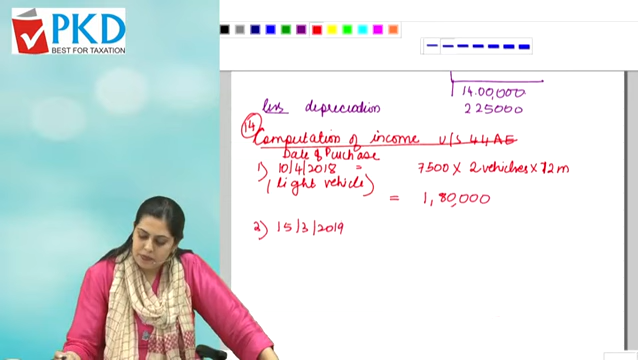 PKD
BEST FOR TAXATION
14,00,000
less depreciation 225000
14 Computation of income U/S 44AE
Date of Purchase
1) 10/4/2018 = 7500 X 2 vehicles X 12 m
(light vehicle)
= 1,80,000
2) 15/3/2019